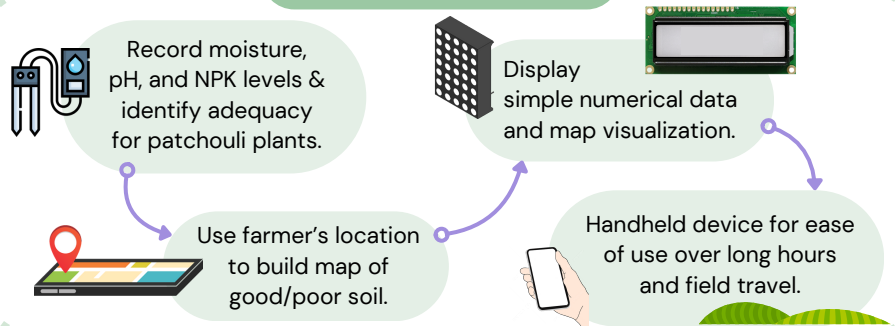 Record moisture,
pH, and NPK levels &
identify adequacy
for patchouli plants.
Use farmer's location
to build map of
good/poor soil.
Display
simple numerical data
and map visualization.
Handheld device for ease
of use over long hours
and field travel.